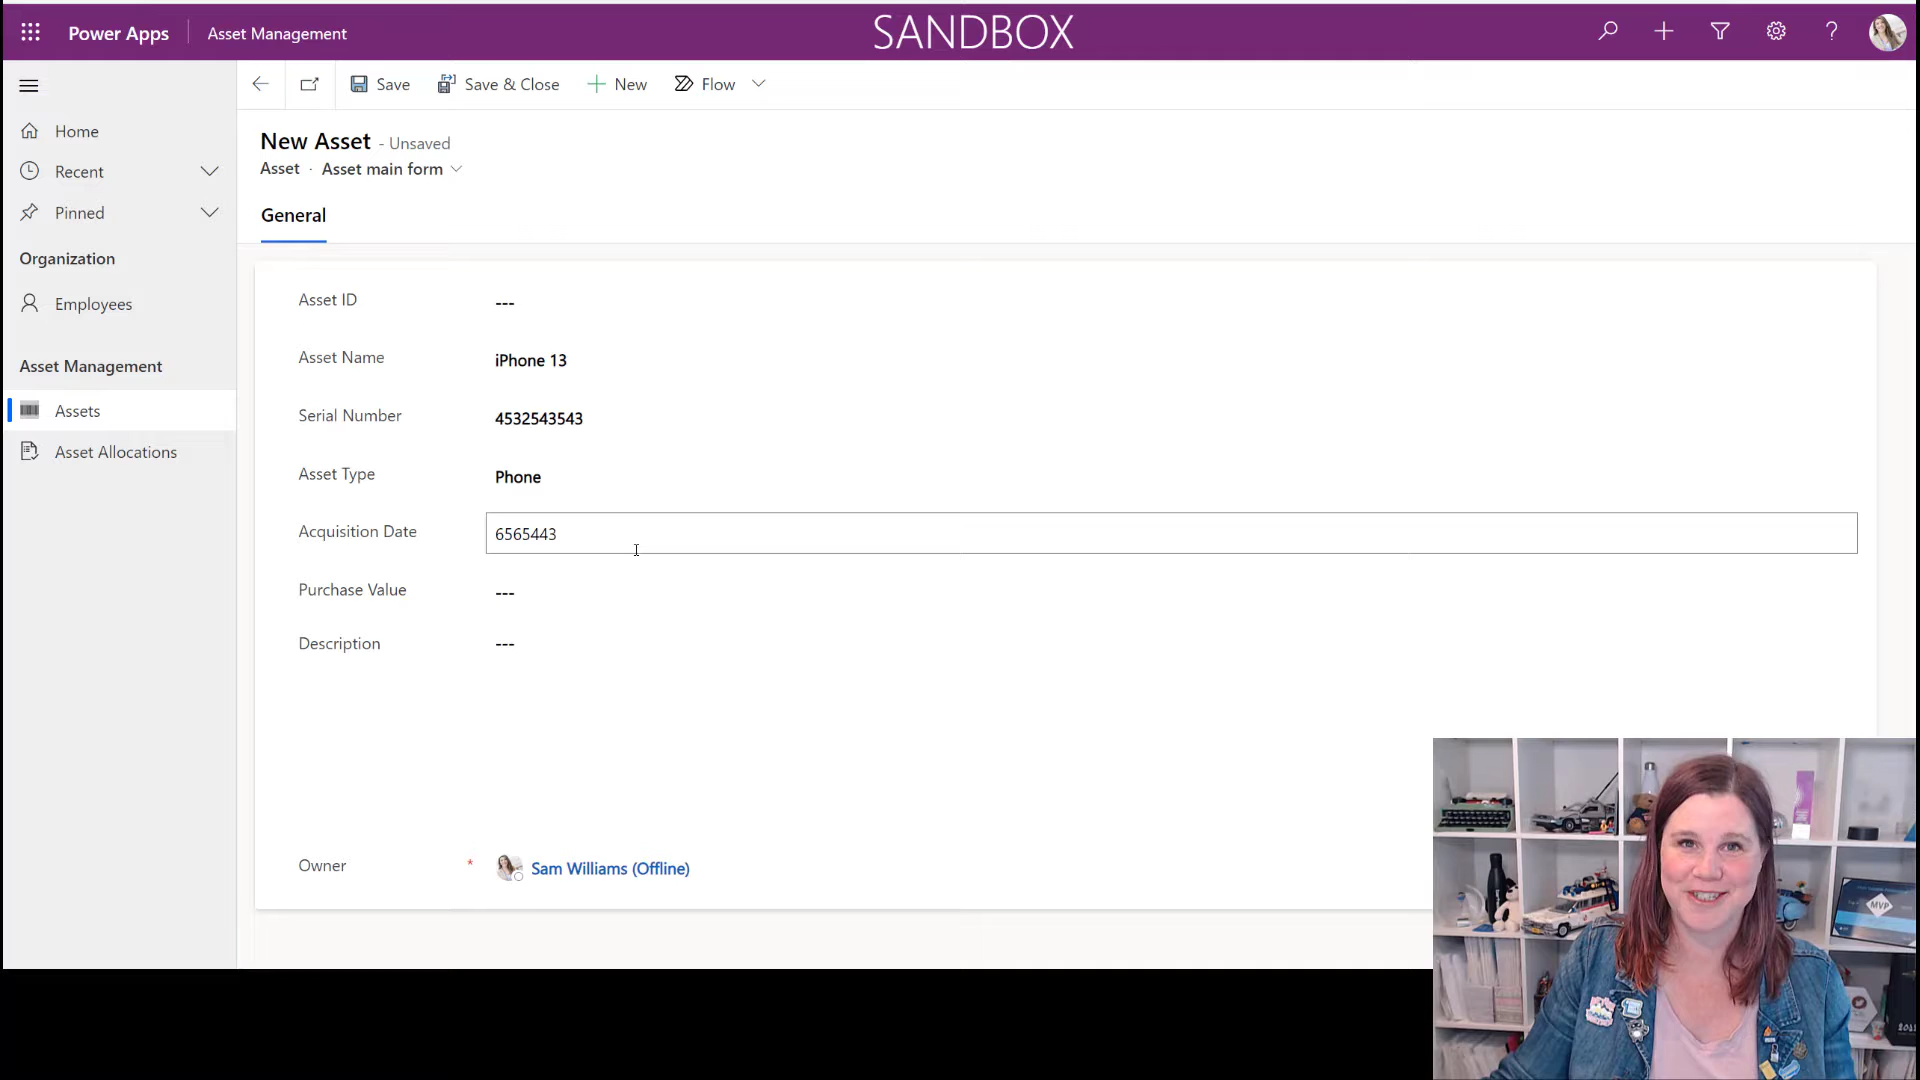 Power Apps
Asset Management
SANDBOX
?
Save
Save & Close
New
Flow
New Asset - Unsaved
Asset · Asset main form
General
Home
Recent
Pinned
Organization
Employees
Asset Management
Assets
Asset Allocations
Asset ID ---
Asset Name iPhone 13
Serial Number 4532543543
Asset Type Phone
Acquisition Date 6565443
Purchase Value ---
Description ---
Owner * Sam Williams (Offline)
MVP